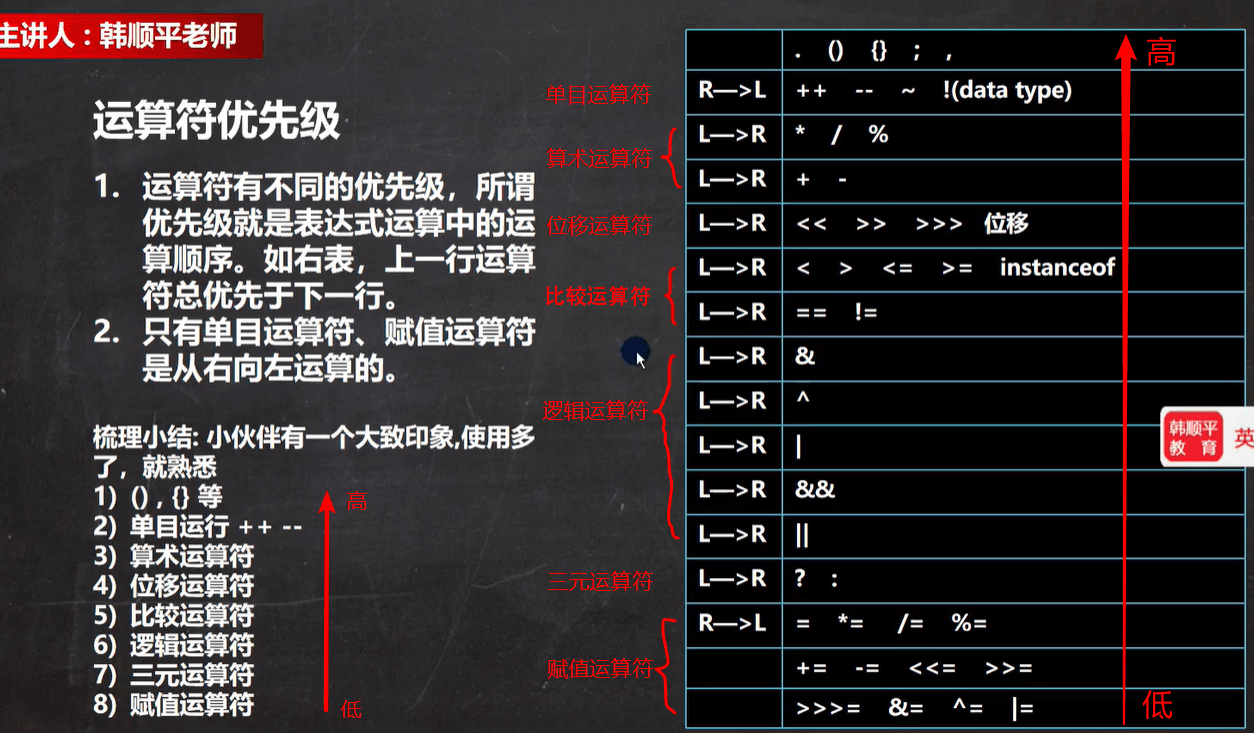 主讲人：韩顺平老师
运算符优先级
1. 运算符有不同的优先级，所谓
优先级就是表达式运算中的运
算顺序。如右表，上一行运算
符总优先于下一行。
2. 只有单目运算符、赋值运算符
是从右向左运算的。
梳理小结: 小伙伴有一个大致印象,使用多
了，就熟悉
1) () , {} 等
2) 单目运行 ++ --
3) 算术运算符
4) 位移运算符
5) 比较运算符
6) 逻辑运算符
7) 三元运算符
8) 赋值运算符
高
低
单目运算符
算术运算符
位移运算符
比较运算符
逻辑运算符
三元运算符
赋值运算符
. () {} ; ,
R—>L ++ -- ~ !(data type)
L—>R * / %
L—>R + -
L—>R << >> >>> 位移
L—>R < > <= >= instanceof
L—>R == !=
L—>R &
L—>R ^
L—>R |
L—>R &&
L—>R ||
L—>R ? :
R—>L = *= /= %=
+= -= <<= >>=
>>>= &= ^= |=
高
低
韩顺平
教育
英